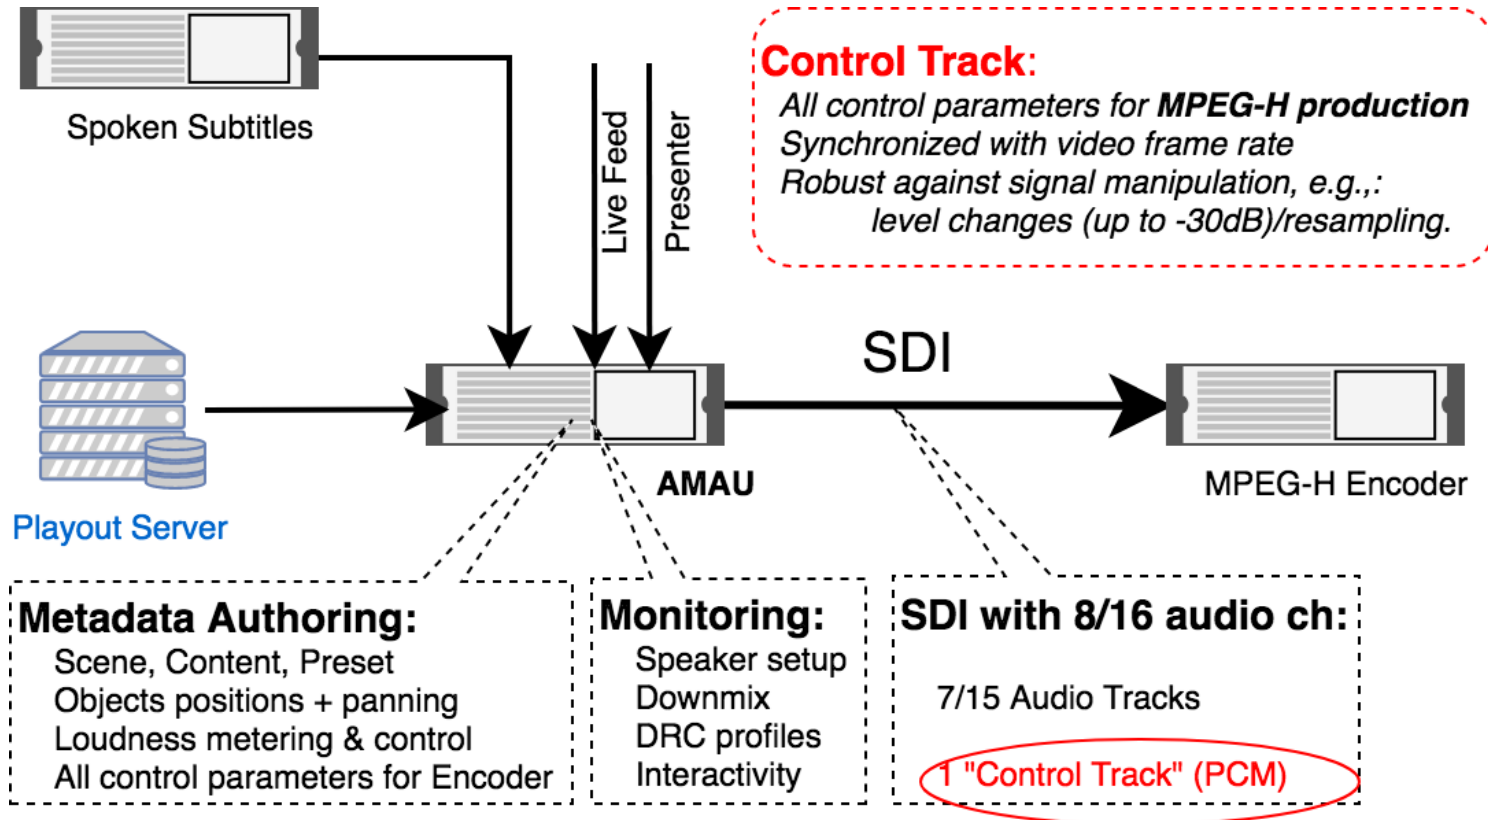 Spoken Subtitles
Live Feed
Presenter
Control Track:
All control parameters for MPEG-H production
Synchronized with video frame rate
Robust against signal manipulation, e.g.,:
level changes (up to -30dB)/resampling.
SDI
Playout Server
AMAU
MPEG-H Encoder
Metadata Authoring:
Scene, Content, Preset
Objects positions + panning
Loudness metering & control
All control parameters for Encoder
Monitoring:
Speaker setup
Downmix
DRC profiles
Interactivity
SDI with 8/16 audio ch:
7/15 Audio Tracks
1 "Control Track" (PCM)